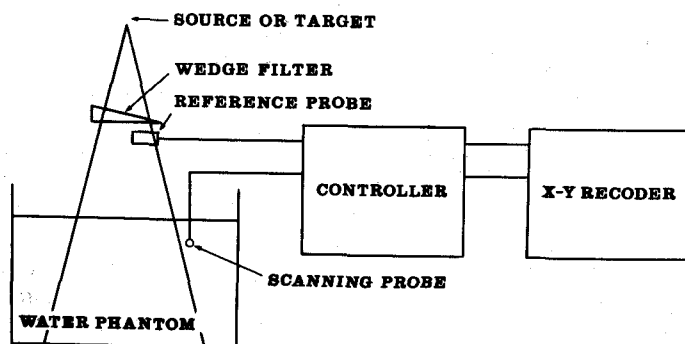 SOURCE OR TARGET
WEDGE FILTER
REFERENCE PROBE
CONTROLLER
X-Y RECODER
SCANNING PROBE
WATER PHANTOM